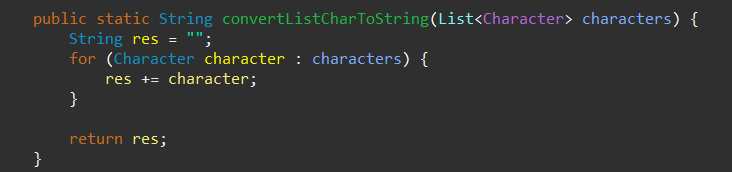 public static String convertListCharToString(List<Character> characters) {
    String res = "";
    for (Character character : characters) {
        res += character;
    }

    return res;
}